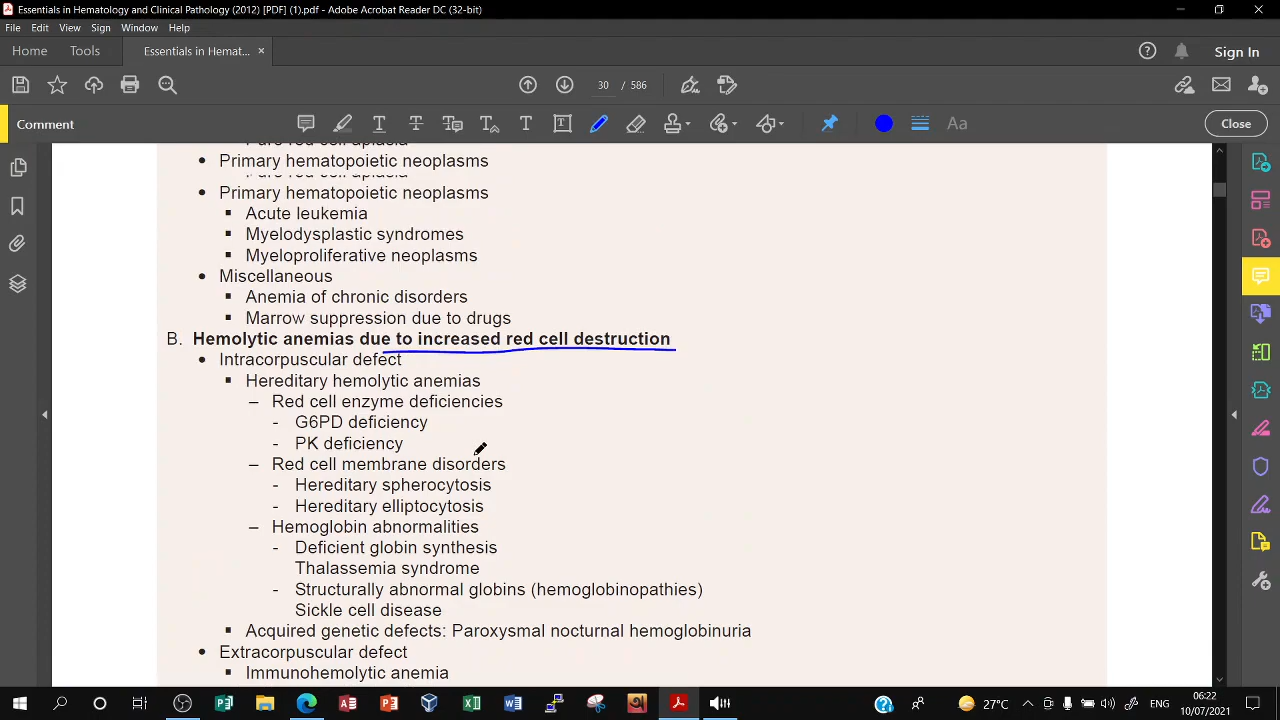 Essentials in Hematology and Clinical Pathology (2012) [PDF] (1).pdf - Adobe Acrobat Reader DC (32-bit)
File Edit View Sign Window Help
Home Tools Essentials in Hemat... × Sign In
30 / 586
Comment Aa Close
Primary hematopoietic neoplasms
Pure red cell aplasia
• Primary hematopoietic neoplasms
▪ Acute leukemia
▪ Myelodysplastic syndromes
▪ Myeloproliferative neoplasms
• Miscellaneous
▪ Anemia of chronic disorders
▪ Marrow suppression due to drugs
B. Hemolytic anemias due to increased red cell destruction
• Intracorpuscular defect
▪ Hereditary hemolytic anemias
– Red cell enzyme deficiencies
- G6PD deficiency
- PK deficiency
– Red cell membrane disorders
- Hereditary spherocytosis
- Hereditary elliptocytosis
– Hemoglobin abnormalities
- Deficient globin synthesis
Thalassemia syndrome
- Structurally abnormal globins (hemoglobinopathies)
Sickle cell disease
▪ Acquired genetic defects: Paroxysmal nocturnal hemoglobinuria
• Extracorpuscular defect
▪ Immunohemolytic anemia
27°C ENG 06:22
10/07/2021